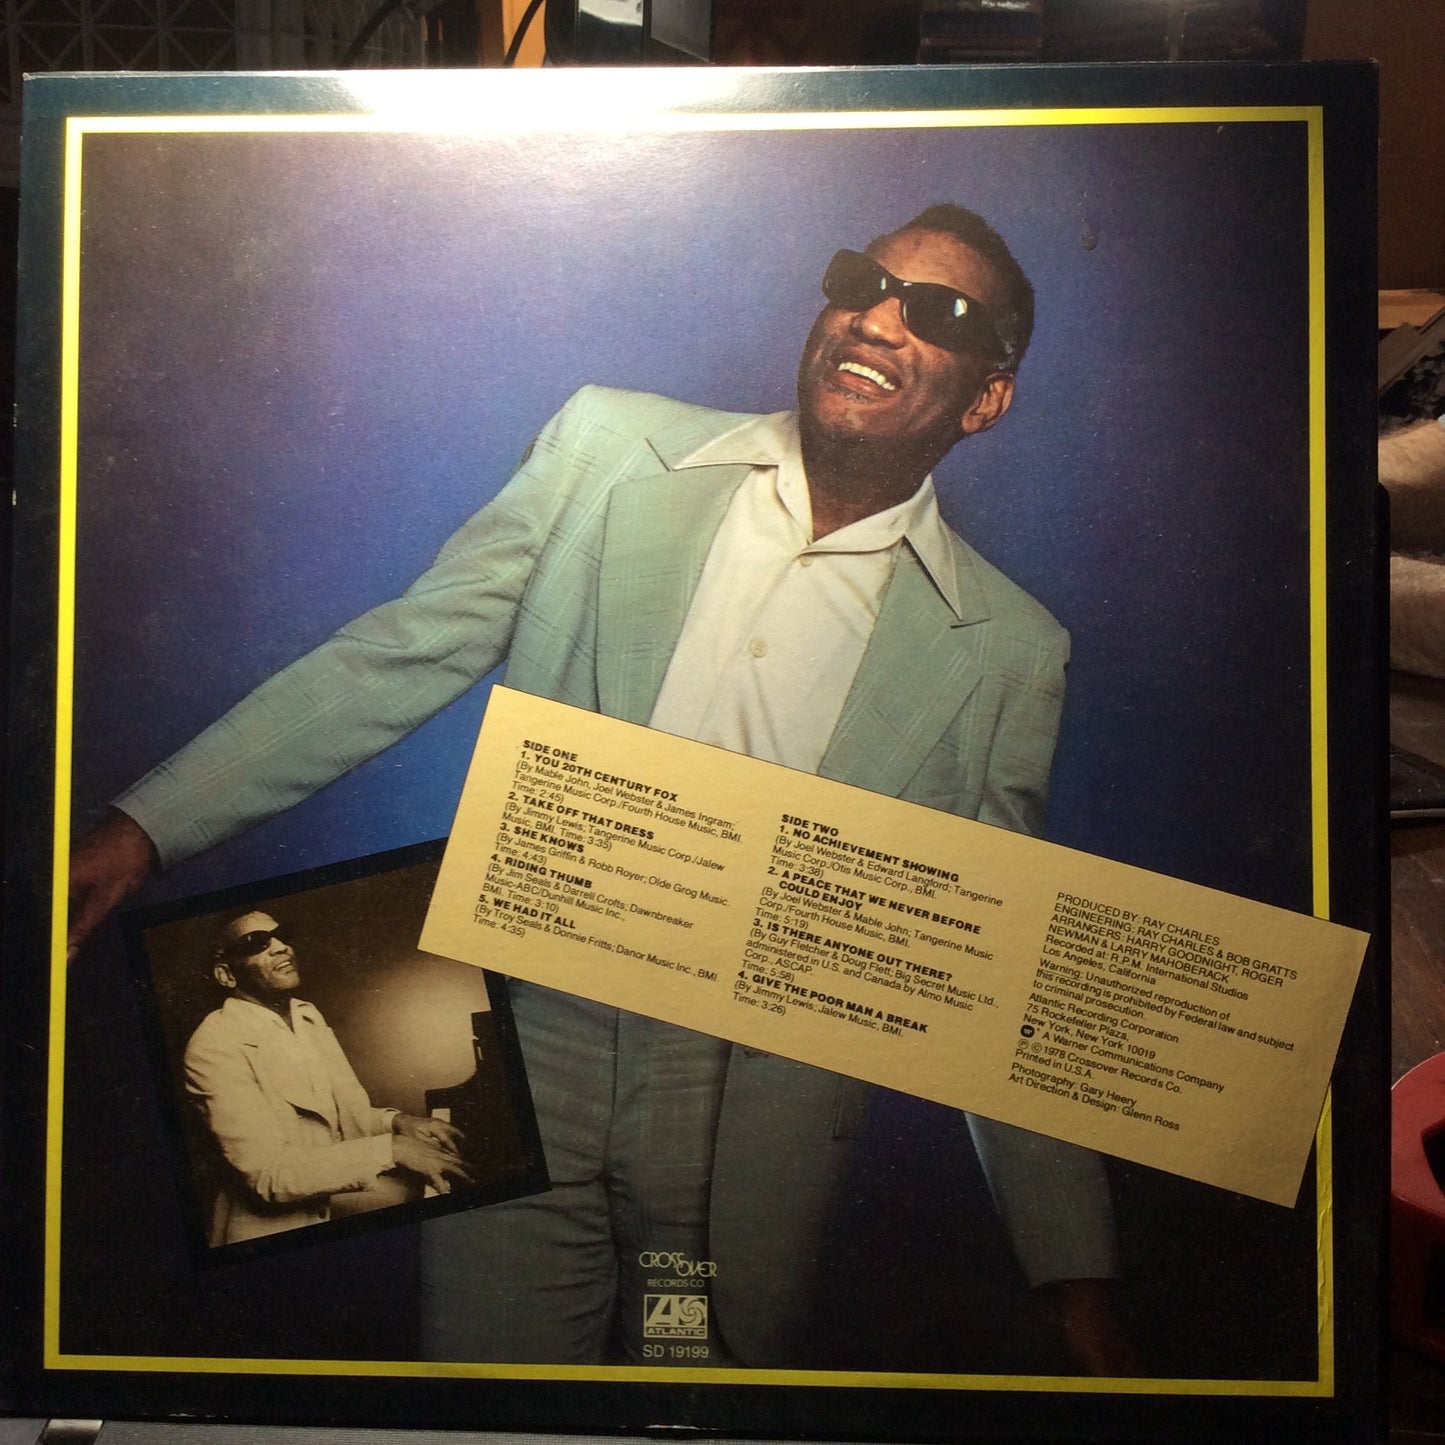 SIDE ONE
1. YOU 20TH CENTURY FOX
(By Mable John, Joel Webster & James Ingram;
Tangerine Music Corp./Fourth House Music, BMI.
Time: 2:45)
2. TAKE OFF THAT DRESS
(By Jimmy Lewis; Tangerine Music Corp./Jalew
Music, BMI. Time: 3:35)
3. SHE KNOWS
(By James Griffin & Robb Royer; Olde Grog Music.
Time: 4:43)
4. RIDING THUMB
(By Jim Seals & Darrell Crofts; Dawnbreaker
Music-ABC/Dunhill Music Inc.,
BMI. Time: 3:10)
5. WE HAD IT ALL
(By Troy Seals & Donnie Fritts; Danor Music Inc., BMI.
Time: 4:35)
SIDE TWO
1. NO ACHIEVEMENT SHOWING
(By Joel Webster & Edward Langford; Tangerine
Music Corp./Otis Music Corp., BMI.
Time: 3:38)
2. A PEACE THAT WE NEVER BEFORE
COULD ENJOY
(By Joel Webster & Mable John; Tangerine Music
Corp./Fourth House Music, BMI.
Time: 5:19)
3. IS THERE ANYONE OUT THERE?
(By Guy Fletcher & Doug Flett; Big Secret Music Ltd.,
administered in U.S. and Canada by Almo Music
Corp., ASCAP.
Time: 5:58)
4. GIVE THE POOR MAN A BREAK
(By Jimmy Lewis; Jalew Music, BMI.
Time: 3:26)
PRODUCED BY: RAY CHARLES
ENGINEERING: RAY CHARLES & BOB GRATTS
ARRANGERS: HARRY GOODNIGHT, ROGER
NEWMAN & LARRY MAHOBERACK
Recorded at: R.P.M. International Studios
Los Angeles, California
Warning: Unauthorized reproduction of
this recording is prohibited by Federal law and subject
to criminal prosecution.
Atlantic Recording Corporation
75 Rockefeller Plaza,
New York, New York 10019
A Warner Communications Company
Ⓟ © 1978 Crossover Records Co.
Printed in U.S.A.
Photography: Gary Heery
Art Direction & Design: Glenn Ross
CROSSOVER
RECORDS CO
ATLANTIC
SD 19199